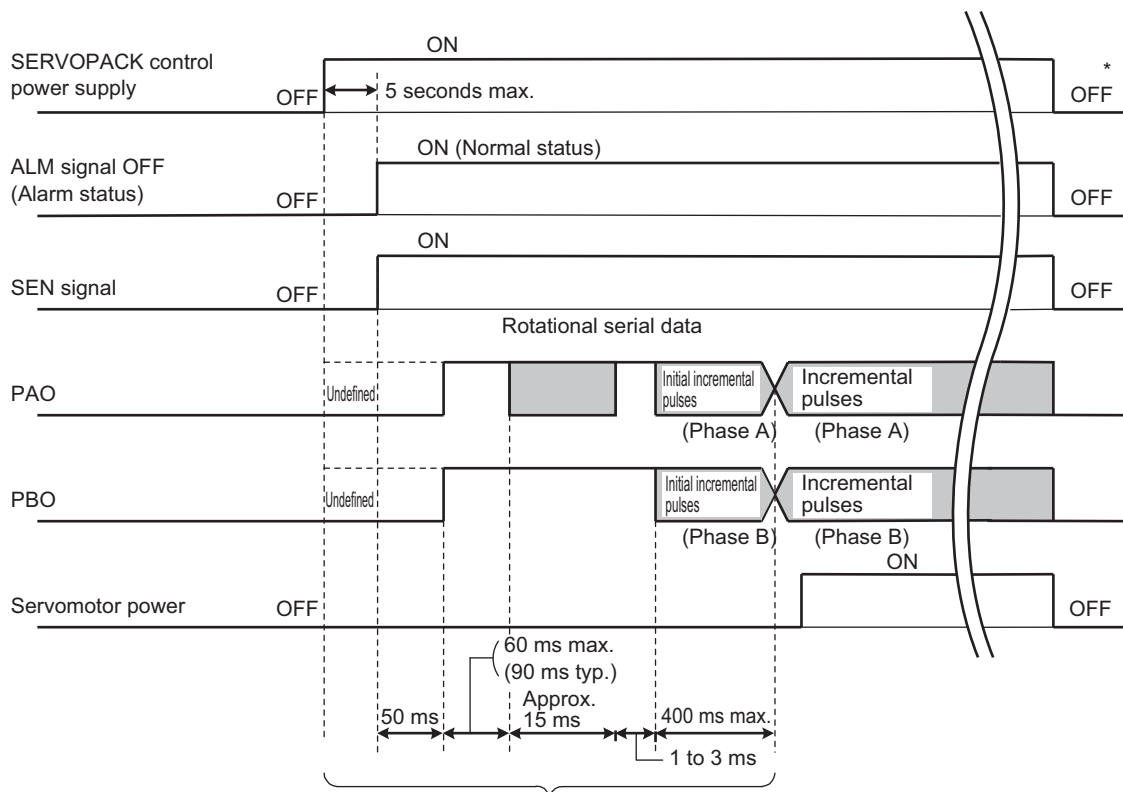 SERVOPACK control
power supply
OFF
ON
5 seconds max.
*
OFF
ALM signal OFF
(Alarm status)
OFF
ON (Normal status)
OFF
SEN signal
OFF
ON
OFF
Rotational serial data
PAO
Undefined
Initial incremental
pulses
Incremental
pulses
(Phase A)
(Phase A)
PBO
Undefined
Initial incremental
pulses
Incremental
pulses
(Phase B)
(Phase B)
Servomotor power
OFF
ON
OFF
60 ms max.
(90 ms typ.)
50 ms
Approx.
15 ms
400 ms max.
1 to 3 ms